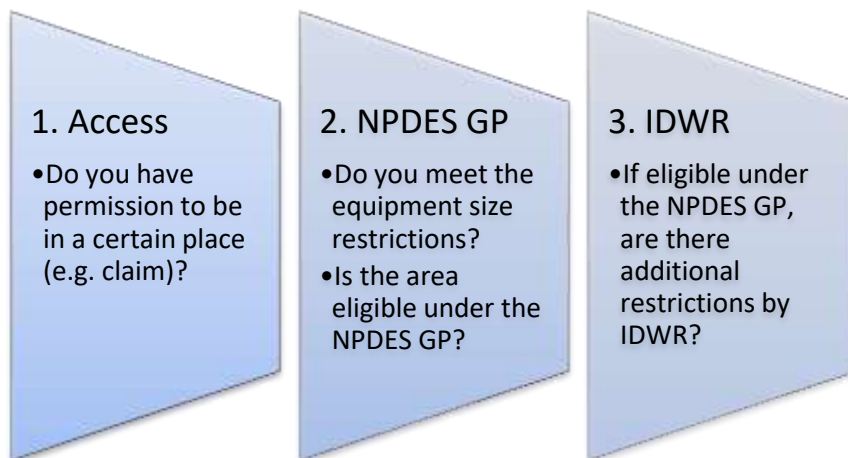 1. Access
•Do you have
permission to be
in a certain place
(e.g. claim)?
2. NPDES GP
•Do you meet the
equipment size
restrictions?
•Is the area
eligible under the
NPDES GP?
3. IDWR
•If eligible under
the NPDES GP,
are there
additional
restrictions by
IDWR?